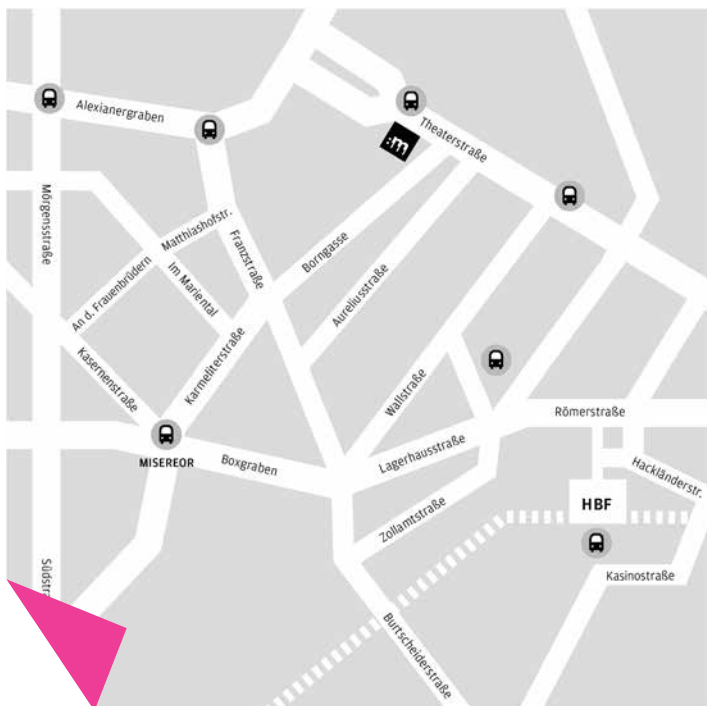 Alexianergraben
Theaterstraße
:m
Mörgensstraße
Matthiashofstr.
Franzstraße
Borngasse
An d. Frauenbrüdern
Im Mariental
Aureliusstraße
Kasernenstraße
Karmeliterstraße
Wallstraße
Römerstraße
MISEREOR
Boxgraben
Lagerhausstraße
Hackländerstr.
HBF
Zollamtstraße
Kasinostraße
Burtscheiderstraße